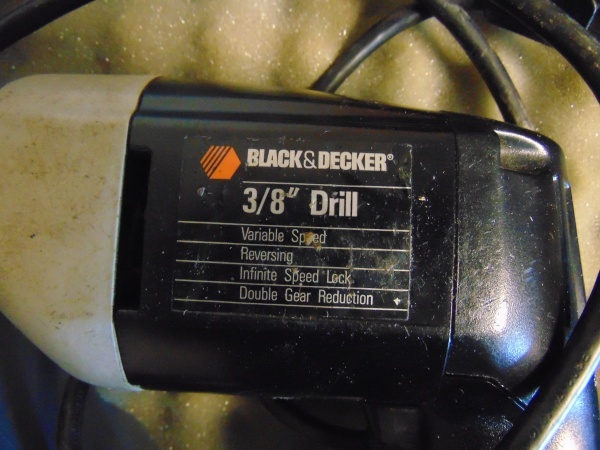 BLACK&DECKER®
3/8" Drill
Variable Speed
Reversing
Infinite Speed Lock
Double Gear Reduction